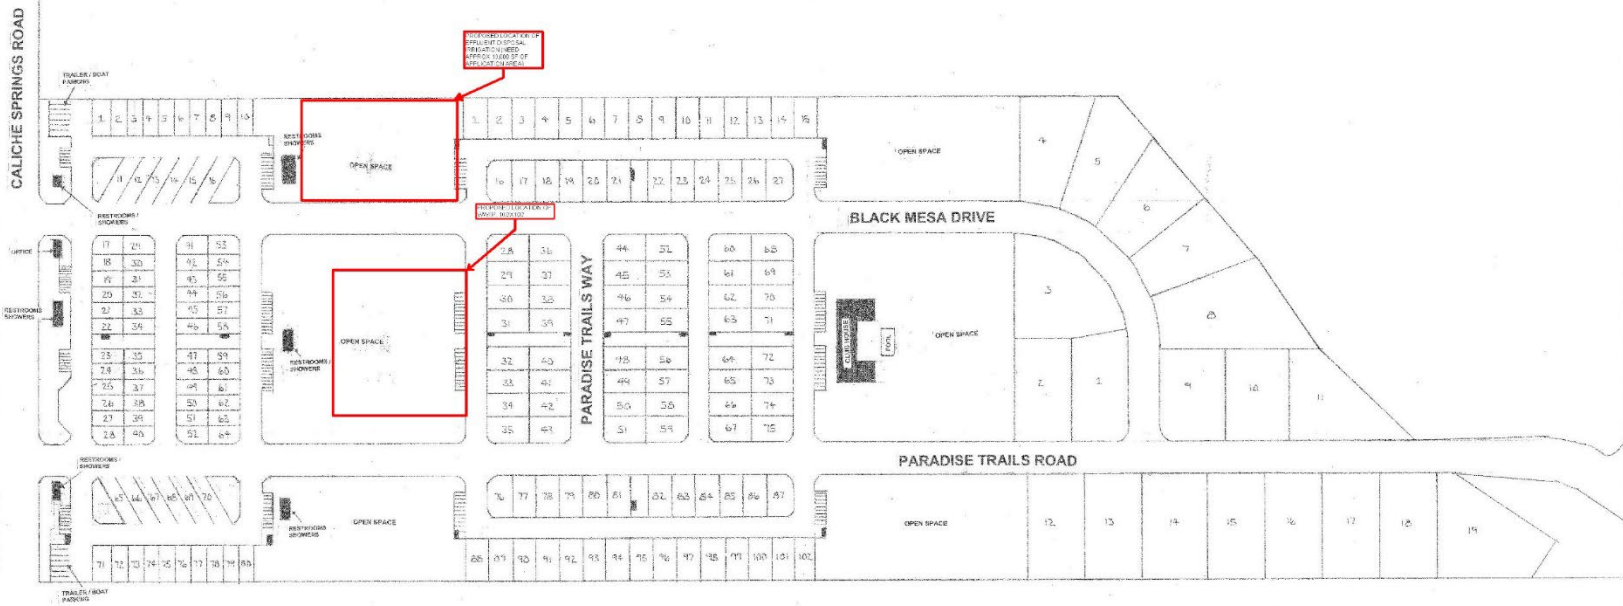 CALICHE SPRINGS ROAD
TRAILER / BOAT
PARKING
PROPOSED LOCATION OF
EFFLUENT DISPOSAL
IRRIGATION (NEED
APPROX 10,000 SF OF
APPLICATION AREA)
1 2 3 4 5 6 7 8 9 10
RESTROOMS
SHOWERS
OPEN SPACE
1 2 3 4 5 6 7 8 9 10 11 12 13 14 15
OPEN SPACE
4
5
6
7
8
11 12 13 14 15 16
16 17 18 19 20 21 22 23 24 25 26 27
RESTROOMS /
SHOWERS
PROPOSED LOCATION OF
BLACK MESA DRIVE
OFFICE
RESTROOMS
SHOWERS
17 29 41 53
18 30 42 54
19 31 43 55
20 32 44 56
21 33 45 57
22 34 46 58
23 35 47 59
24 36 48 60
25 37 49 61
26 38 50 62
27 39 51 63
28 40 52 64
OPEN SPACE
RESTROOMS /
SHOWERS
28 36
29 37
30 38
31 39
32 40
33 41
34 42
35 43
PARADISE TRAILS WAY
44 52
45 53
46 54
47 55
48 56
49 57
50 58
51 59
60 68
61 69
62 70
63 71
64 72
65 73
66 74
67 75
CLUB HOUSE
POOL
OPEN SPACE
3
2 1
9 10 11
PARADISE TRAILS ROAD
RESTROOMS
SHOWERS
65 66 67 68 69 70
RESTROOMS
SHOWERS
OPEN SPACE
76 77 78 79 80 81 82 83 84 85 86 87
OPEN SPACE
12 13 14 15 16 17 18 19
71 72 73 74 75 76 77 78 79 80
88 89 90 91 92 93 94 95 96 97 98 99 100 101 102
TRAILER / BOAT
PARKING